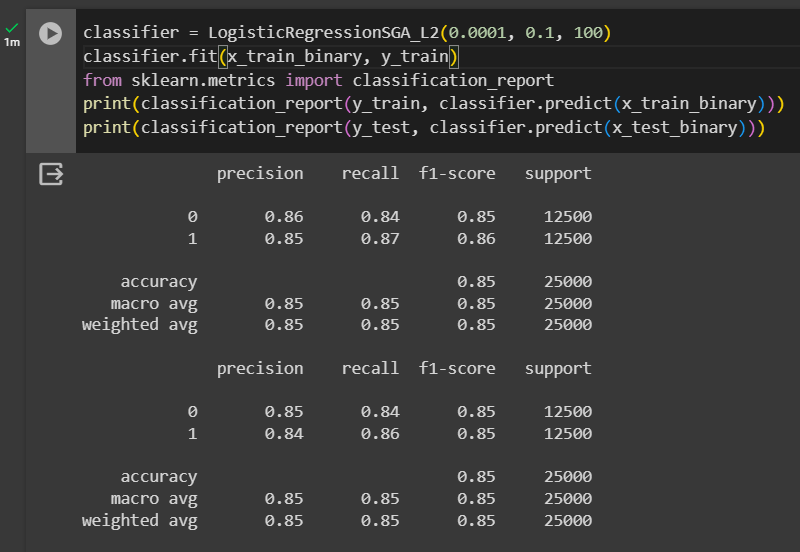 1m
classifier = LogisticRegressionSGA_L2(0.0001, 0.1, 100)
classifier.fit(x_train_binary, y_train)
from sklearn.metrics import classification_report
print(classification_report(y_train, classifier.predict(x_train_binary)))
print(classification_report(y_test, classifier.predict(x_test_binary)))
precision recall f1-score support
0 0.86 0.84 0.85 12500
1 0.85 0.87 0.86 12500
accuracy 0.85 25000
macro avg 0.85 0.85 0.85 25000
weighted avg 0.85 0.85 0.85 25000
precision recall f1-score support
0 0.85 0.84 0.85 12500
1 0.84 0.86 0.85 12500
accuracy 0.85 25000
macro avg 0.85 0.85 0.85 25000
weighted avg 0.85 0.85 0.85 25000